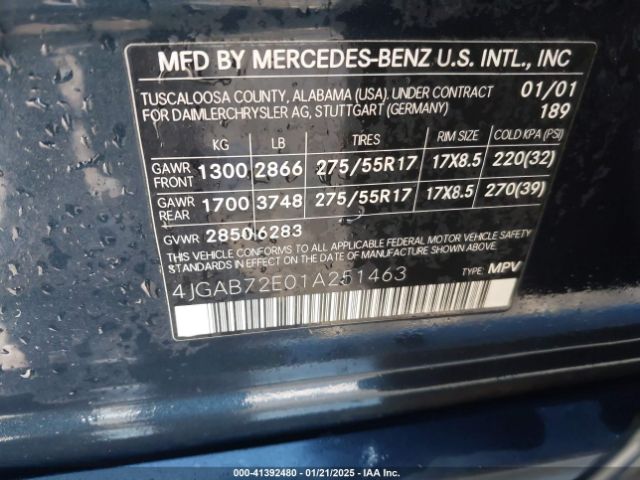 MFD BY MERCEDES-BENZ U.S. INTL., INC
TUSCALOOSA COUNTY, ALABAMA (USA), UNDER CONTRACT 01/01
FOR DAIMLERCHRYSLER AG, STUTTGART (GERMANY) 189
KG LB TIRES RIM SIZE COLD KPA (PSI)
GAWR FRONT 1300 2866 275/55R17 17X8.5 220(32)
GAWR REAR 1700 3748 275/55R17 17X8.5 270(39)
GVWR 2850 6283
THIS VEHICLE CONFORMS TO ALL APPLICABLE FEDERAL MOTOR VEHICLE SAFETY
AND THEFT PREVENTION STANDARDS IN EFFECT ON THE DATE OF MANUFACTURE SHOWN ABOVE.
4JGAB72E01A251463 TYPE: MPV
000-41392480 - 01/21/2025 - IAA Inc.